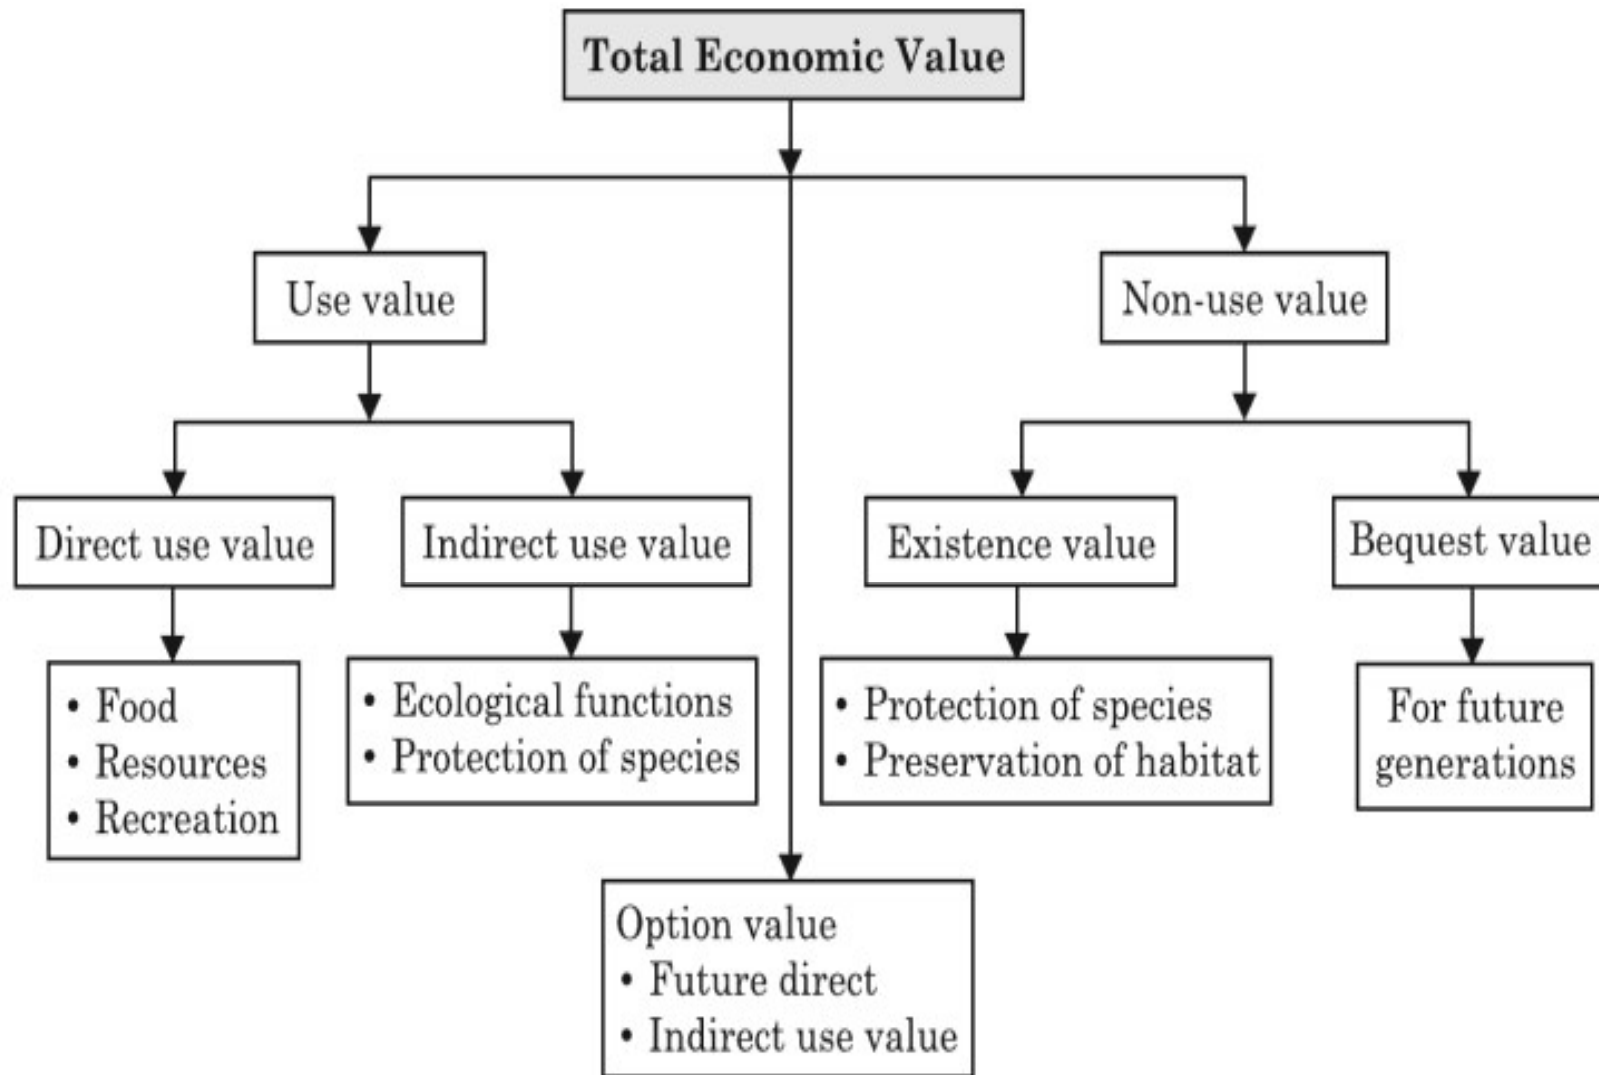 Total Economic Value
Use value
Non-use value
Direct use value
Indirect use value
Existence value
Bequest value
• Food
• Resources
• Recreation
• Ecological functions
• Protection of species
• Protection of species
• Preservation of habitat
For future
generations
Option value
• Future direct
• Indirect use value